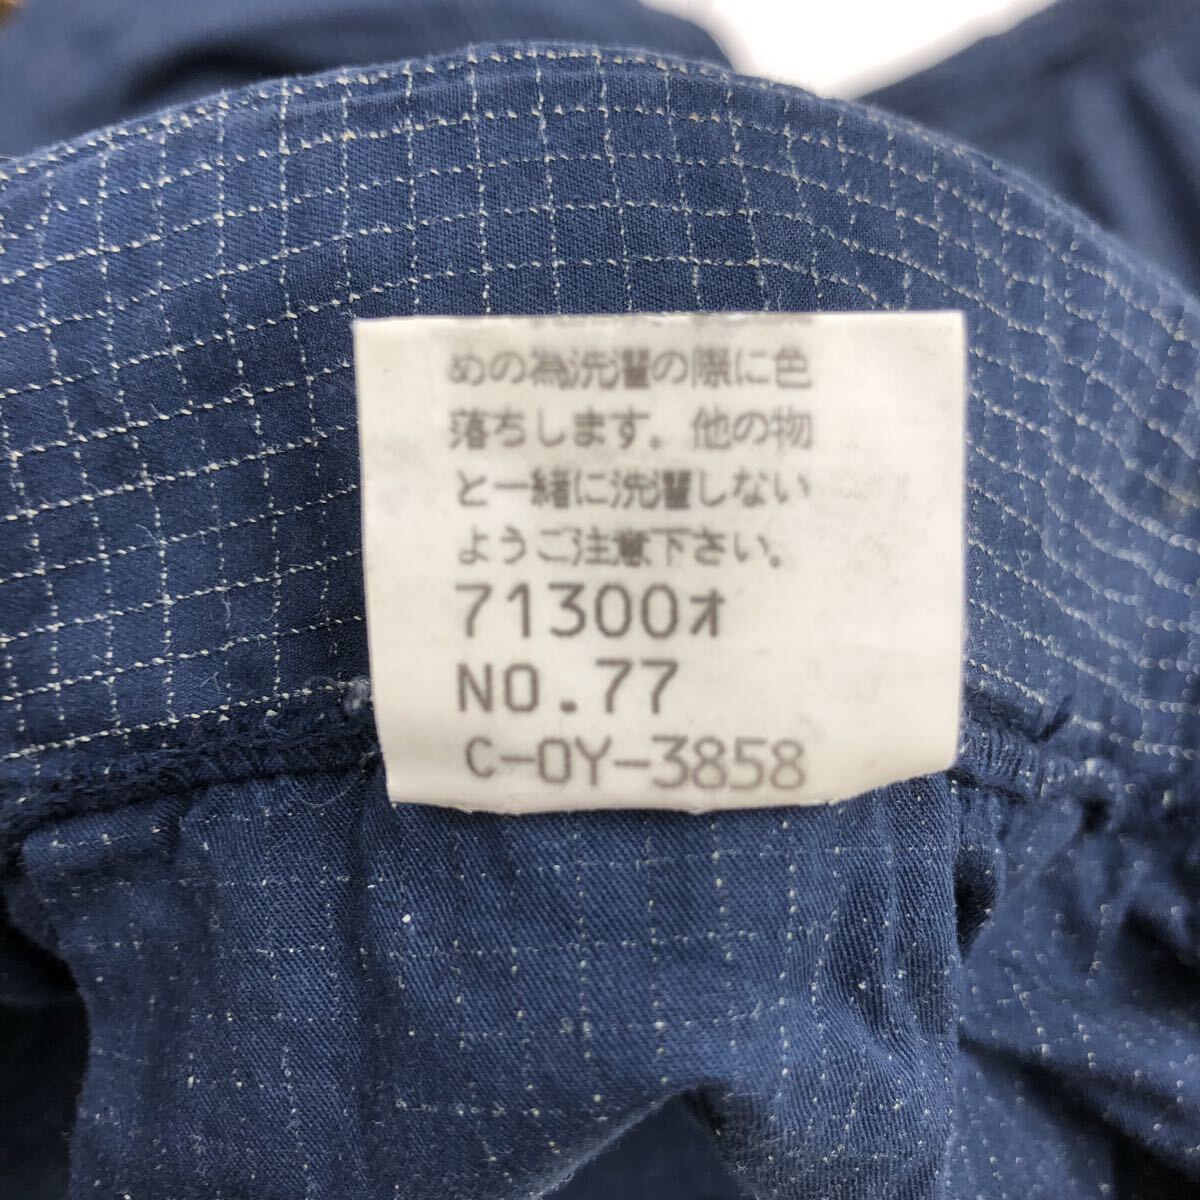 めの為洗濯の際に色
落ちします。他の物
と一緒に洗濯しない
ようご注意下さい。
71300オ
NO.77
C-OY-3858